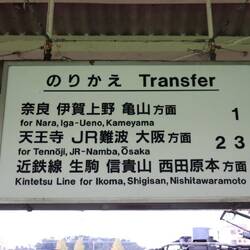 のりかえ Transfer
奈良 伊賀上野 亀山方面 1
for Nara, Iga-Ueno, Kameyama
天王寺 JR難波 大阪方面 2 3
for Tennōji, JR-Namba, Ōsaka
近鉄線 生駒 信貴山 西田原本方面
Kintetsu Line for Ikoma, Shigisan, Nishitawaramoto